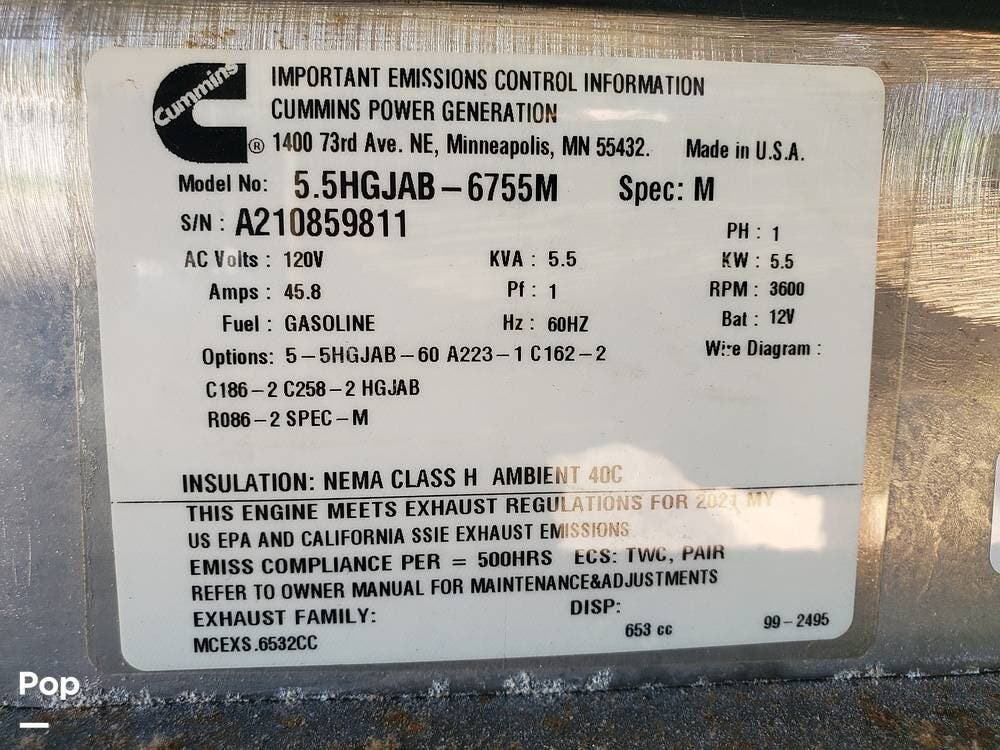 Cummins
®
IMPORTANT EMISSIONS CONTROL INFORMATION
CUMMINS POWER GENERATION
1400 73rd Ave. NE, Minneapolis, MN 55432. Made in U.S.A.
Model No: 5.5HGJAB-6755M Spec: M
S/N : A210859811 PH : 1
AC Volts : 120V KVA : 5.5 KW : 5.5
Amps : 45.8 Pf : 1 RPM : 3600
Fuel : GASOLINE Hz : 60HZ Bat : 12V
Options: 5-5HGJAB-60 A223-1 C162-2 Wire Diagram :
C186-2 C258-2 HGJAB
R086-2 SPEC-M
INSULATION: NEMA CLASS H AMBIENT 40C
THIS ENGINE MEETS EXHAUST REGULATIONS FOR 2021 MY
US EPA AND CALIFORNIA SSIE EXHAUST EMISSIONS
EMISS COMPLIANCE PER = 500HRS ECS: TWC, PAIR
REFER TO OWNER MANUAL FOR MAINTENANCE&ADJUSTMENTS
EXHAUST FAMILY: DISP:
MCEXS.6532CC 653 cc 99-2495
Pop